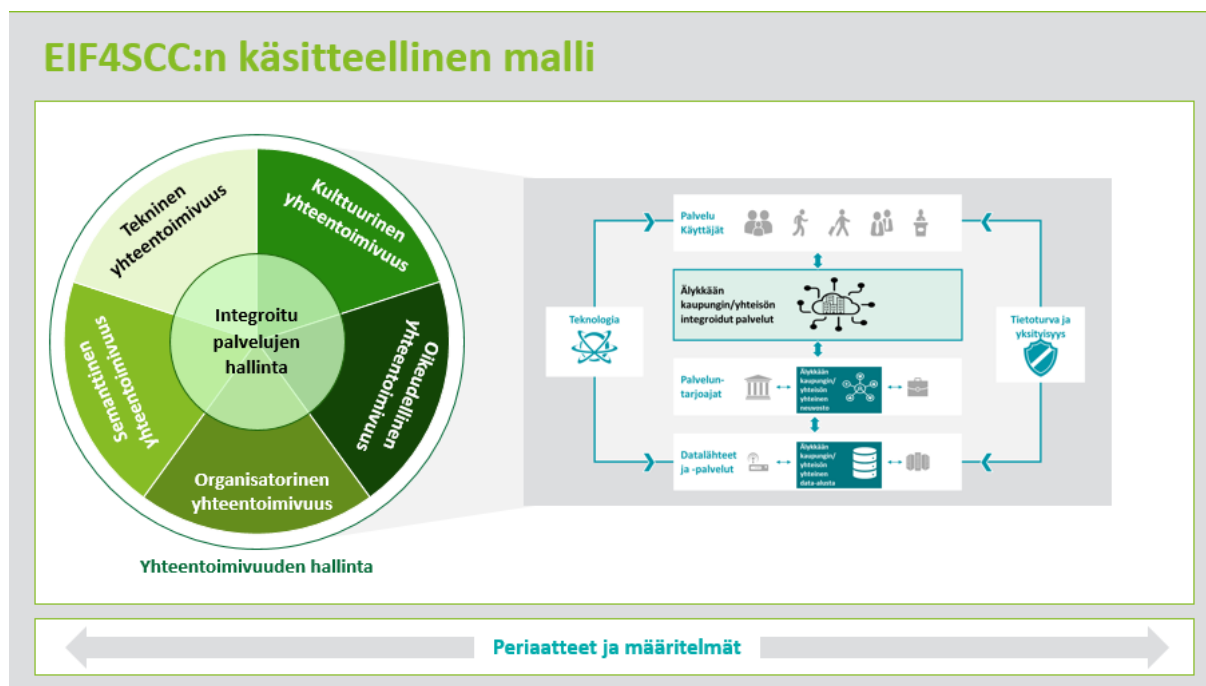 EIF4SCC:n käsitteellinen malli
Tekninen
yhteentoimivuus
Kulttuurinen
yhteentoimivuus
Oikeudellinen
yhteentoimivuus
Organisatorinen
yhteentoimivuus
Semanttinen
yhteentoimivuus
Integroitu
palvelujen
hallinta
Yhteentoimivuuden hallinta
Teknologia
Palvelu
Käyttäjät
Älykkään
kaupungin/yhteisön
integroidut palvelut
Palvelun-
tarjoajat
Älykkään
kaupungin/
yhteisön
yhteinen
neuvosto
Datalähteet
ja -palvelut
Älykkään
kaupungin/
yhteisön
yhteinen
data-alusta
Tietoturva ja
yksityisyys
Periaatteet ja määritelmät